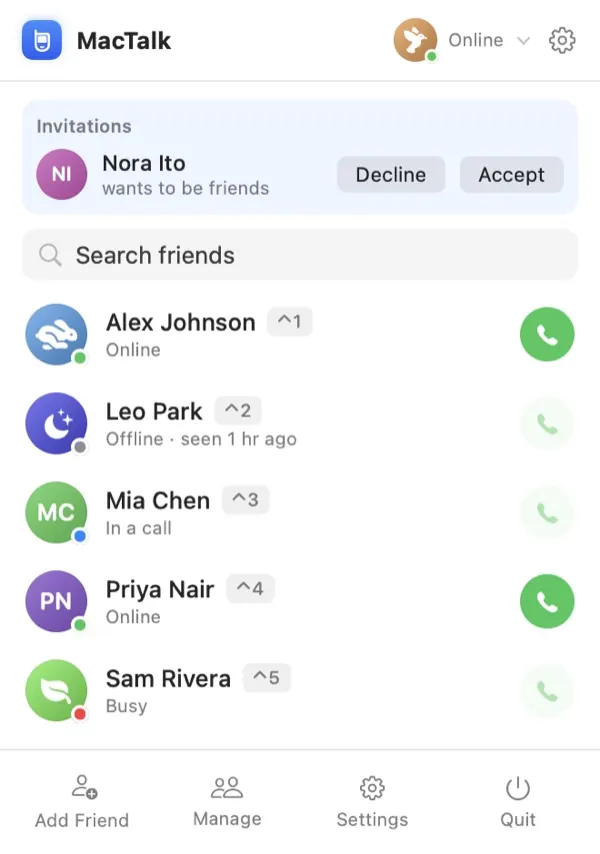 MacTalk
Online
Invitations
NI
Nora Ito
wants to be friends
Decline
Accept
Search friends
Alex Johnson ^1
Online
Leo Park ^2
Offline · seen 1 hr ago
MC
Mia Chen ^3
In a call
PN
Priya Nair ^4
Online
Sam Rivera ^5
Busy
Add Friend
Manage
Settings
Quit